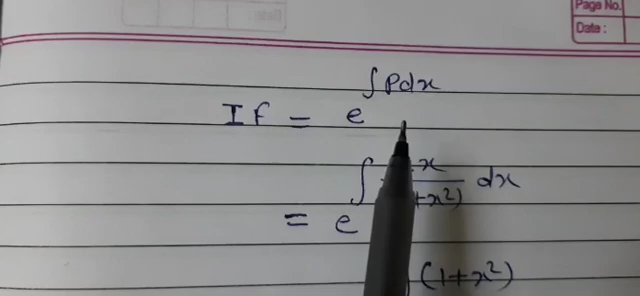 Page No.
Date :
IF = e^∫Pdx
= e^∫ x/(+x²) dx
(1+x²)